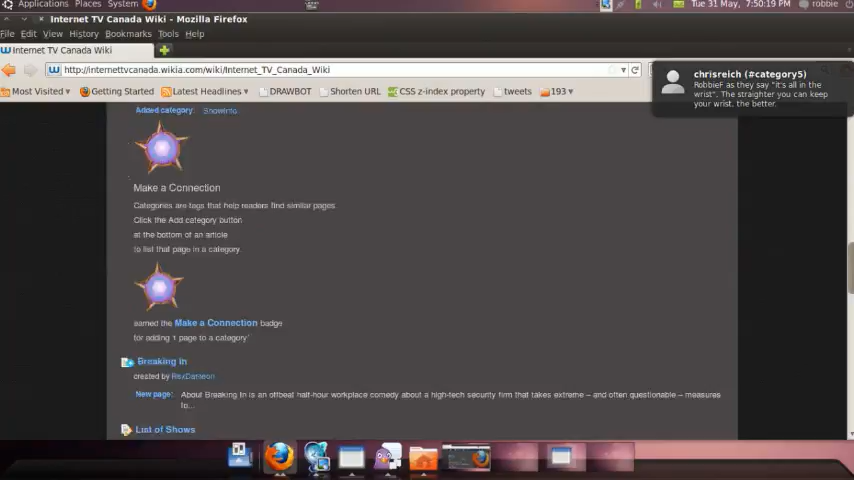 Applications Places System
Tue 31 May, 7:50:19 PM
robbie
Internet TV Canada Wiki - Mozilla Firefox
File Edit View History Bookmarks Tools Help
Internet TV Canada Wiki
http://internettvcanada.wikia.com/wiki/Internet_TV_Canada_Wiki
Most Visited
Getting Started
Latest Headlines
DRAWBOT
Shorten URL
CSS z-index property
tweets
193
chrisreich (#category5)
RobbieF as they say "it's all in the
wrist". The straighter you can keep
your wrist, the better.
Added category: ShowInfo
Make a Connection
Categories are tags that help readers find similar pages.
Click the Add category button
at the bottom of an article
to list that page in a category.
earned the Make a Connection badge
for adding 1 page to a category"
Breaking In
created by
New page: About Breaking In is an offbeat half-hour workplace comedy about a high-tech security firm that takes extreme – and often questionable – measures
to...
List of Shows